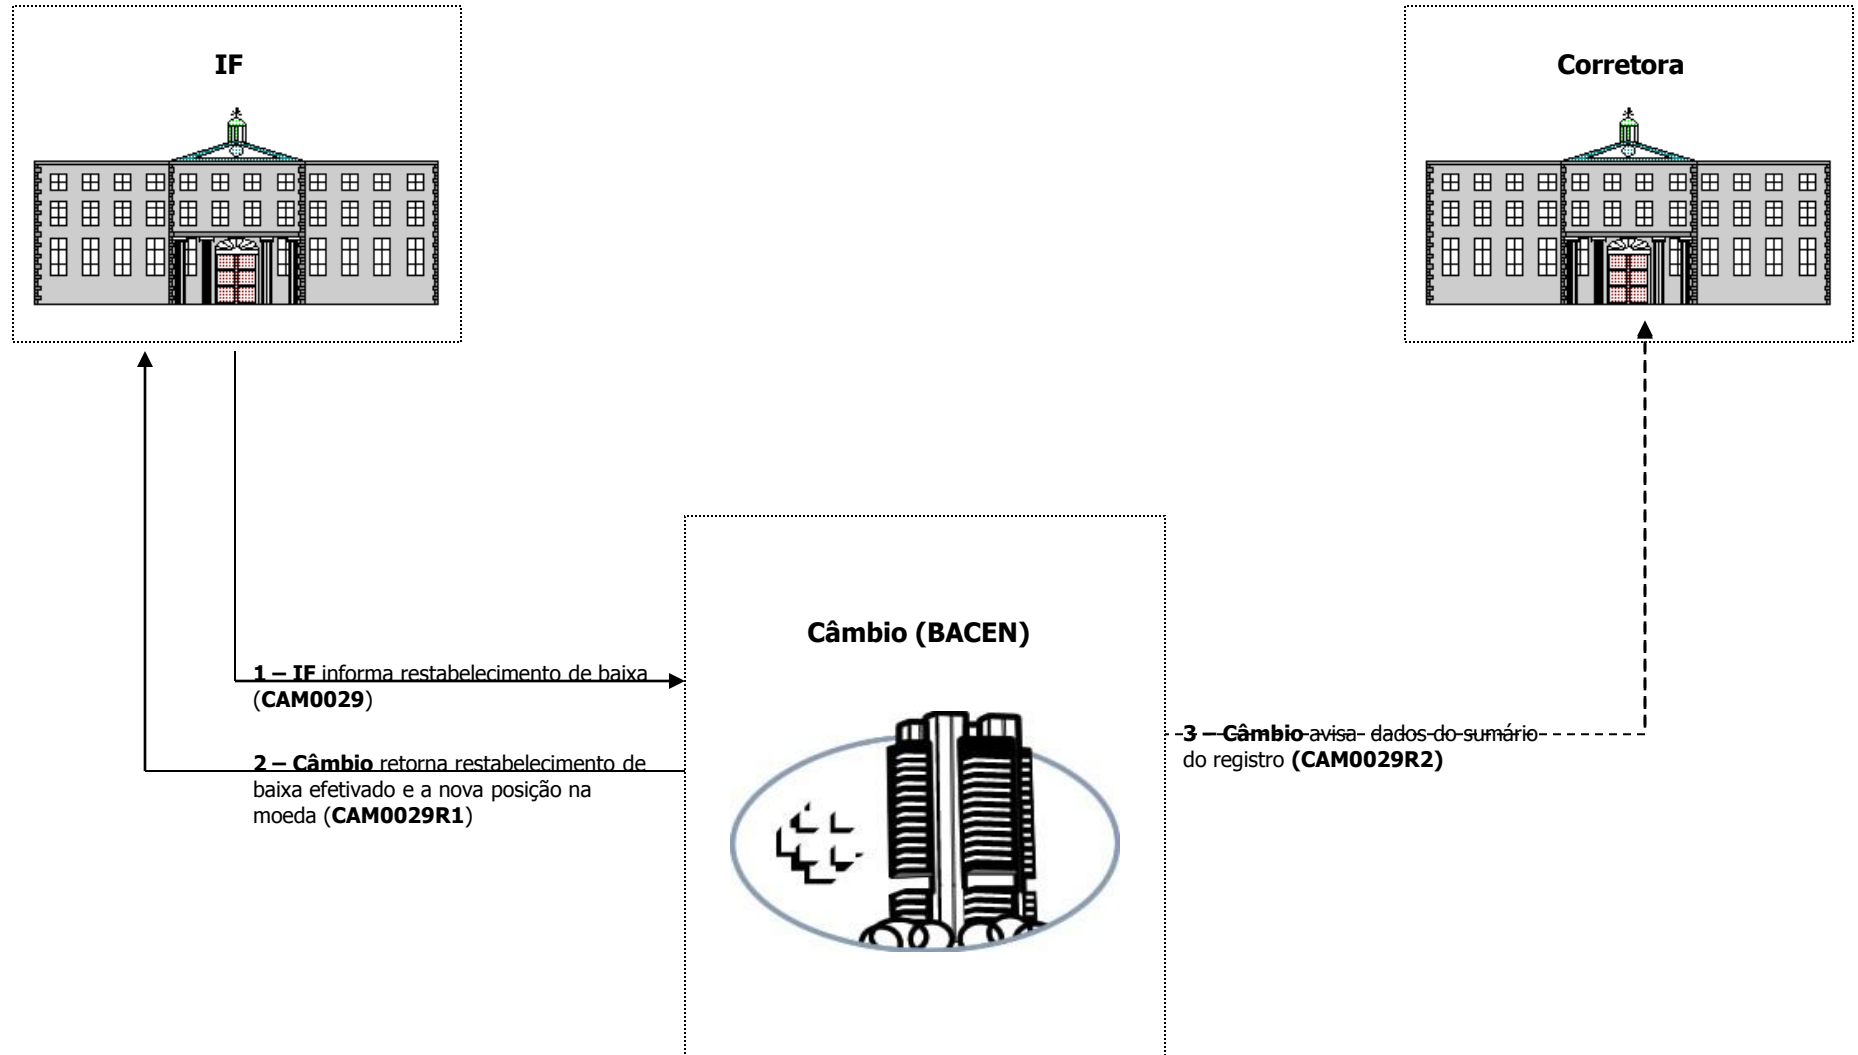 IF
Corretora
Câmbio (BACEN)
1 – IF informa restabelecimento de baixa
(CAM0029)
2 – Câmbio retorna restabelecimento de
baixa efetivado e a nova posição na
moeda (CAM0029R1)
3 – Câmbio avisa dados do sumário
do registro (CAM0029R2)